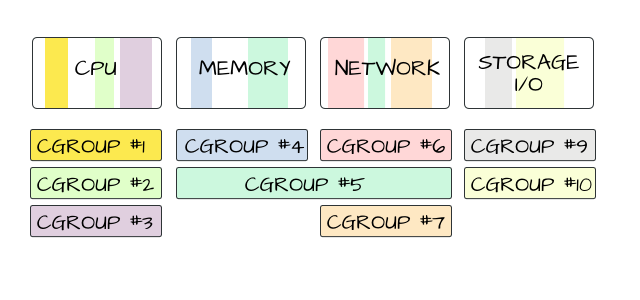 CPU
MEMORY
NETWORK
STORAGE
I/O
CGROUP #1
CGROUP #4
CGROUP #6
CGROUP #9
CGROUP #2
CGROUP #5
CGROUP #10
CGROUP #3
CGROUP #7